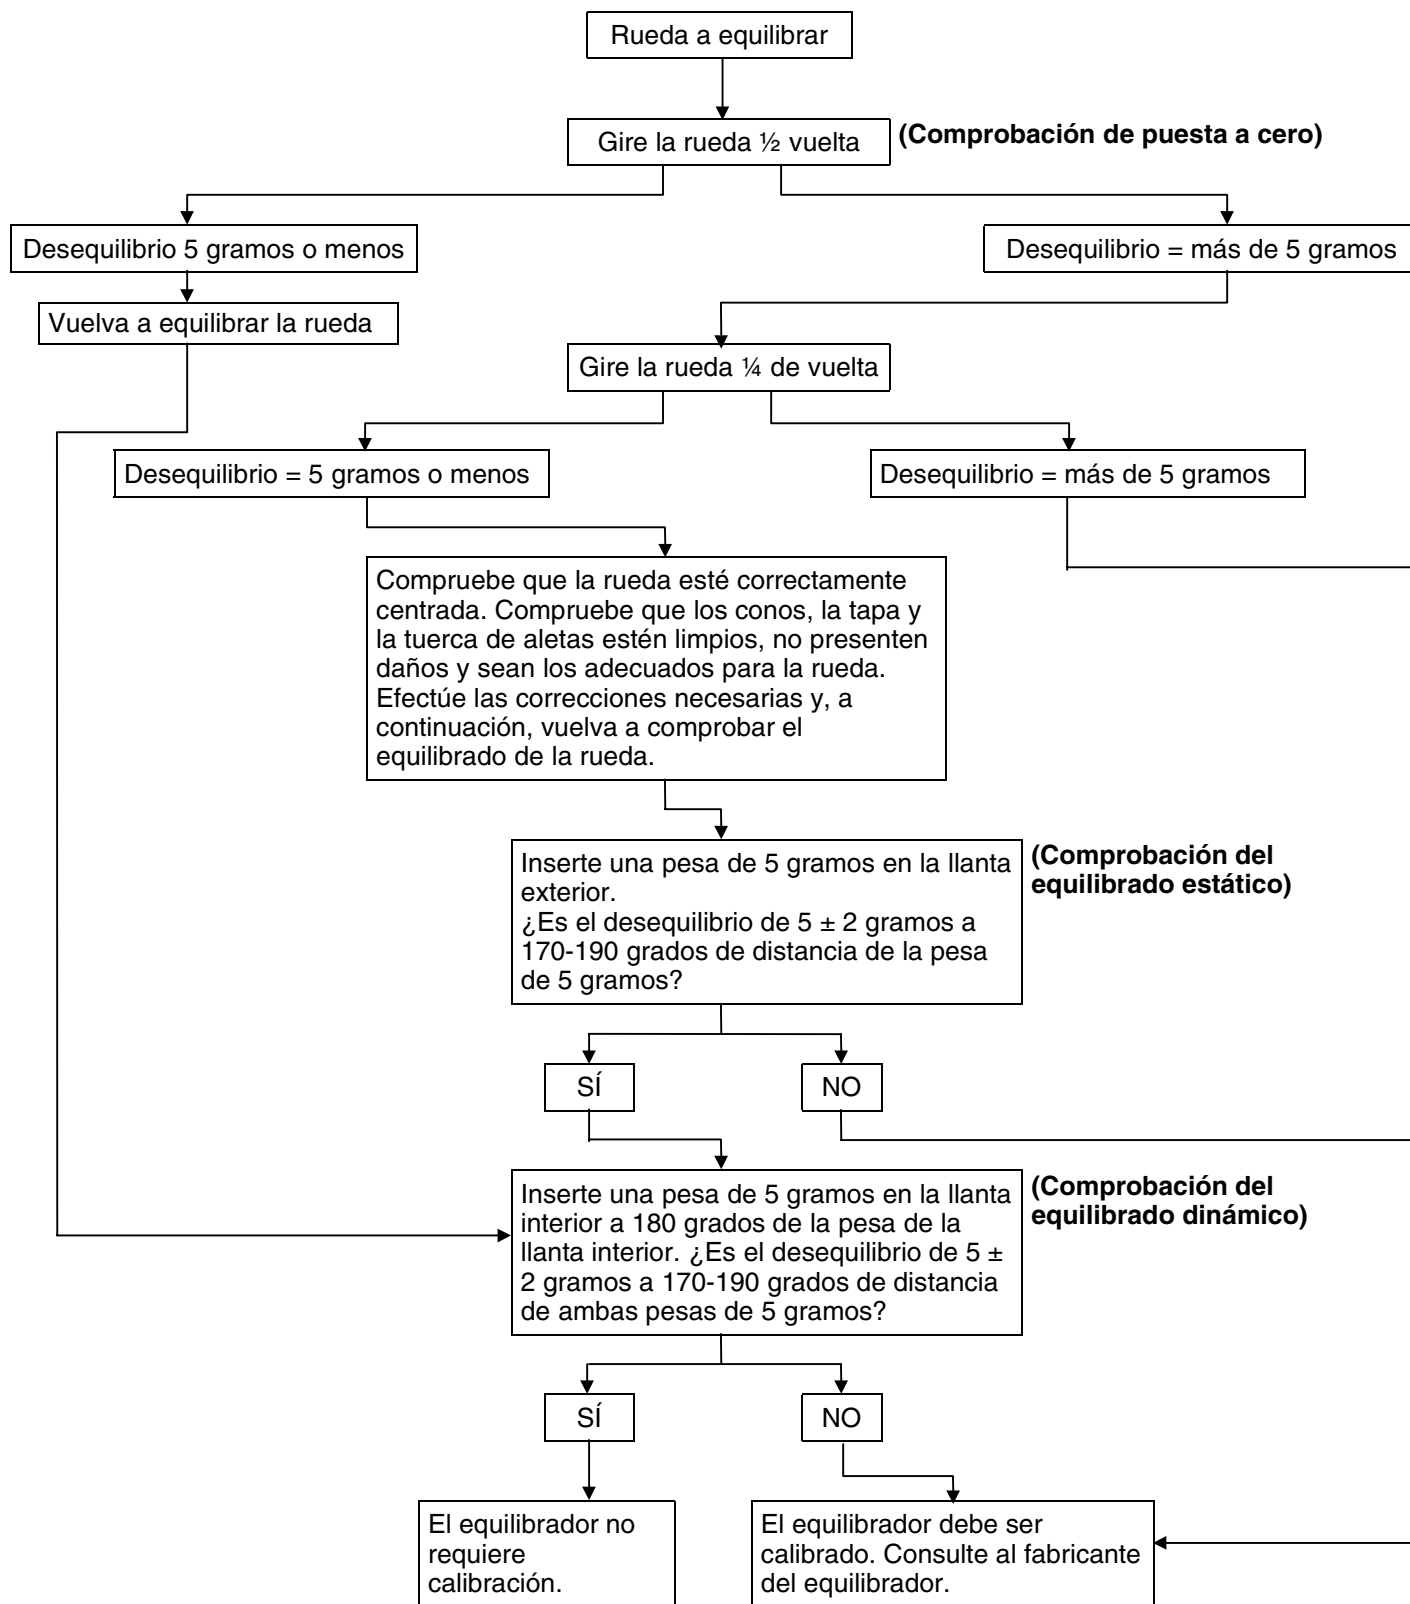 Rueda a equilibrar
Gire la rueda ½ vuelta
(Comprobación de puesta a cero)
Desequilibrio 5 gramos o menos
Desequilibrio = más de 5 gramos
Vuelva a equilibrar la rueda
Gire la rueda ¼ de vuelta
Desequilibrio = 5 gramos o menos
Desequilibrio = más de 5 gramos
Compruebe que la rueda esté correctamente
centrada. Compruebe que los conos, la tapa y
la tuerca de aletas estén limpios, no presenten
daños y sean los adecuados para la rueda.
Efectúe las correcciones necesarias y, a
continuación, vuelva a comprobar el
equilibrado de la rueda.
Inserte una pesa de 5 gramos en la llanta
exterior.
¿Es el desequilibrio de 5 ± 2 gramos a
170-190 grados de distancia de la pesa
de 5 gramos?
(Comprobación del
equilibrado estático)
SÍ
NO
Inserte una pesa de 5 gramos en la llanta
interior a 180 grados de la pesa de la
llanta interior. ¿Es el desequilibrio de 5 ±
2 gramos a 170-190 grados de distancia
de ambas pesas de 5 gramos?
(Comprobación del
equilibrado dinámico)
SÍ
NO
El equilibrador no
requiere
calibración.
El equilibrador debe ser
calibrado. Consulte al fabricante
del equilibrador.